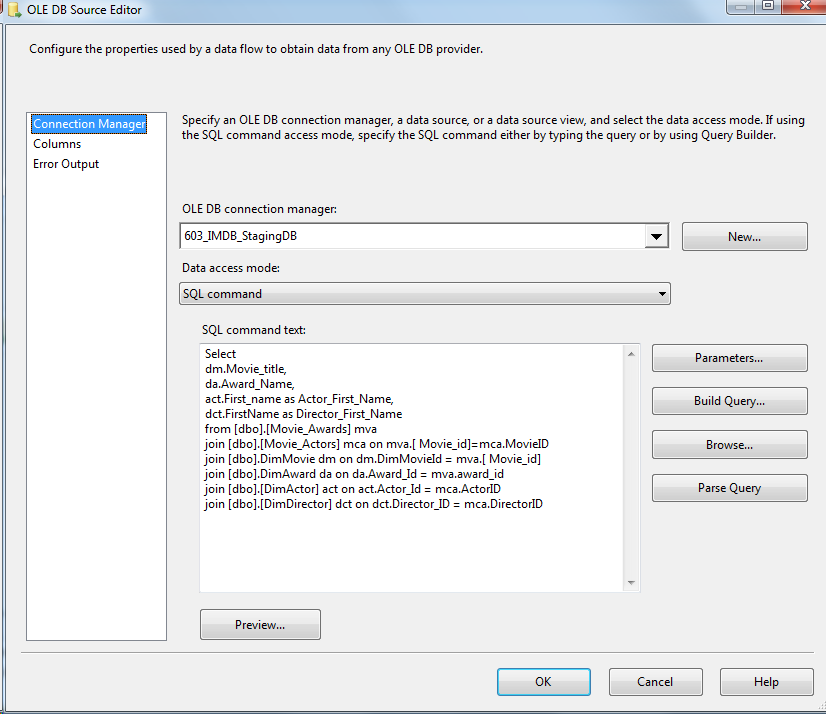 OLE DB Source Editor
Configure the properties used by a data flow to obtain data from any OLE DB provider.
Connection Manager
Columns
Error Output
Specify an OLE DB connection manager, a data source, or a data source view, and select the data access mode. If using
the SQL command access mode, specify the SQL command either by typing the query or by using Query Builder.
OLE DB connection manager:
603_IMDB_StagingDB
New...
Data access mode:
SQL command
SQL command text:
Select
dm.Movie_title,
da.Award_Name,
act.First_name as Actor_First_Name,
dct.FirstName as Director_First_Name
from [dbo].[Movie_Awards] mva
join [dbo].[Movie_Actors] mca on mva.[ Movie_id]=mca.MovieID
join [dbo].DimMovie dm on dm.DimMovieId = mva.[ Movie_id]
join [dbo].DimAward da on da.Award_Id = mva.award_id
join [dbo].[DimActor] act on act.Actor_Id = mca.ActorID
join [dbo].[DimDirector] dct on dct.Director_ID = mca.DirectorID
Parameters...
Build Query...
Browse...
Parse Query
Preview...
OK
Cancel
Help